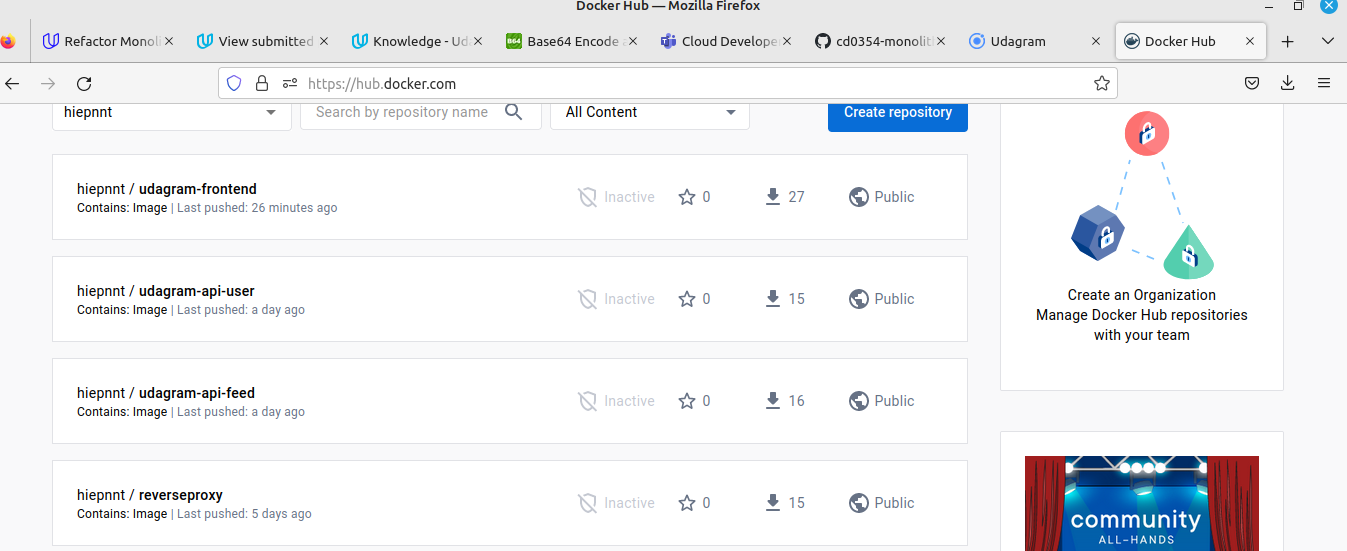 Docker Hub — Mozilla Firefox
Refactor Monoli
View submitted
Knowledge - Uda
B64
Base64 Encode a
Cloud Develope
cd0354-monolith
Udagram
Docker Hub
https://hub.docker.com
hiepnnt
Search by repository name
All Content
Create repository
hiepnnt / udagram-frontend
Contains: Image | Last pushed: 26 minutes ago
Inactive
0
27
Public
hiepnnt / udagram-api-user
Contains: Image | Last pushed: a day ago
Inactive
0
15
Public
hiepnnt / udagram-api-feed
Contains: Image | Last pushed: a day ago
Inactive
0
16
Public
hiepnnt / reverseproxy
Contains: Image | Last pushed: 5 days ago
Inactive
0
15
Public
Create an Organization
Manage Docker Hub repositories
with your team
community
ALL-HANDS